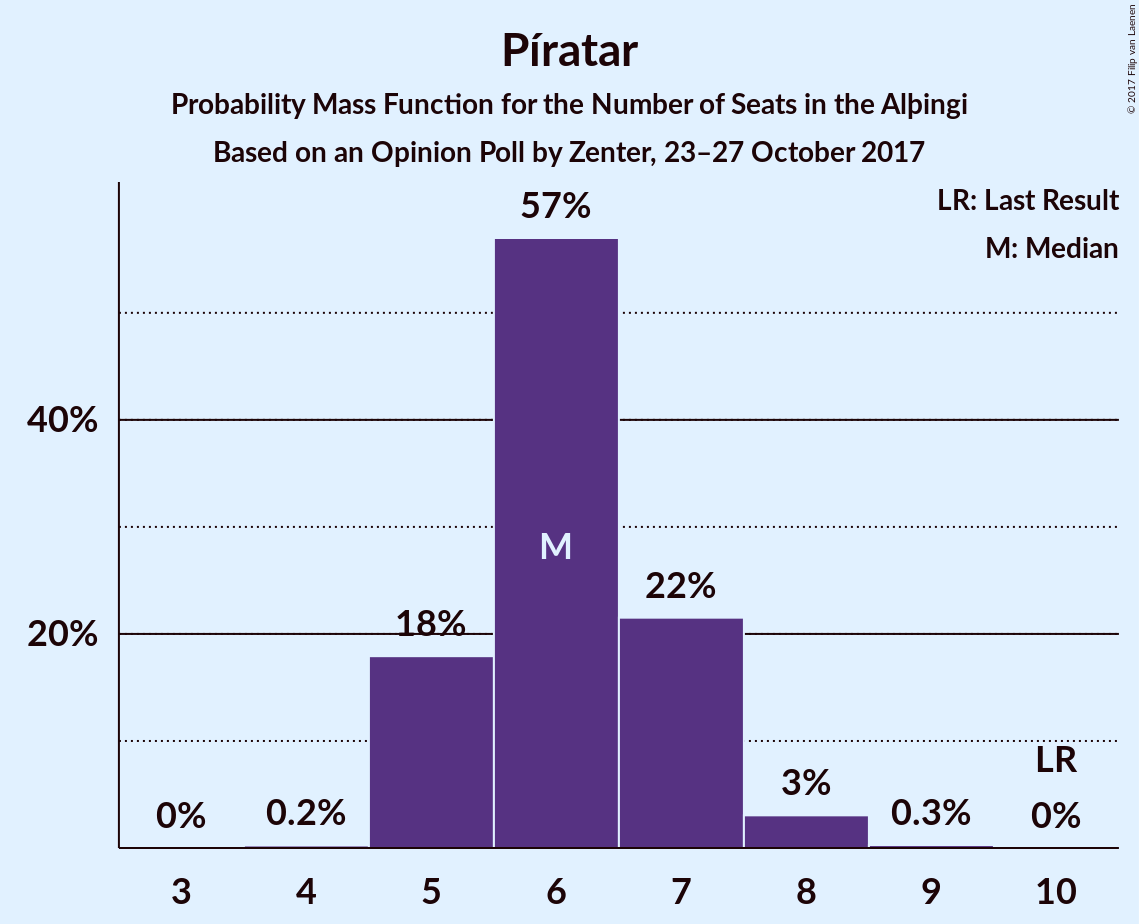 Píratar
Probability Mass Function for the Number of Seats in the Alþingi
Based on an Opinion Poll by Zenter, 23–27 October 2017
© 2017 Filip van Laenen
LR: Last Result
M: Median
57%
40%
M
22%
18%
20%
LR
3%
0%
0.2%
0.3%
0%
3
4
5
6
7
8
9
10